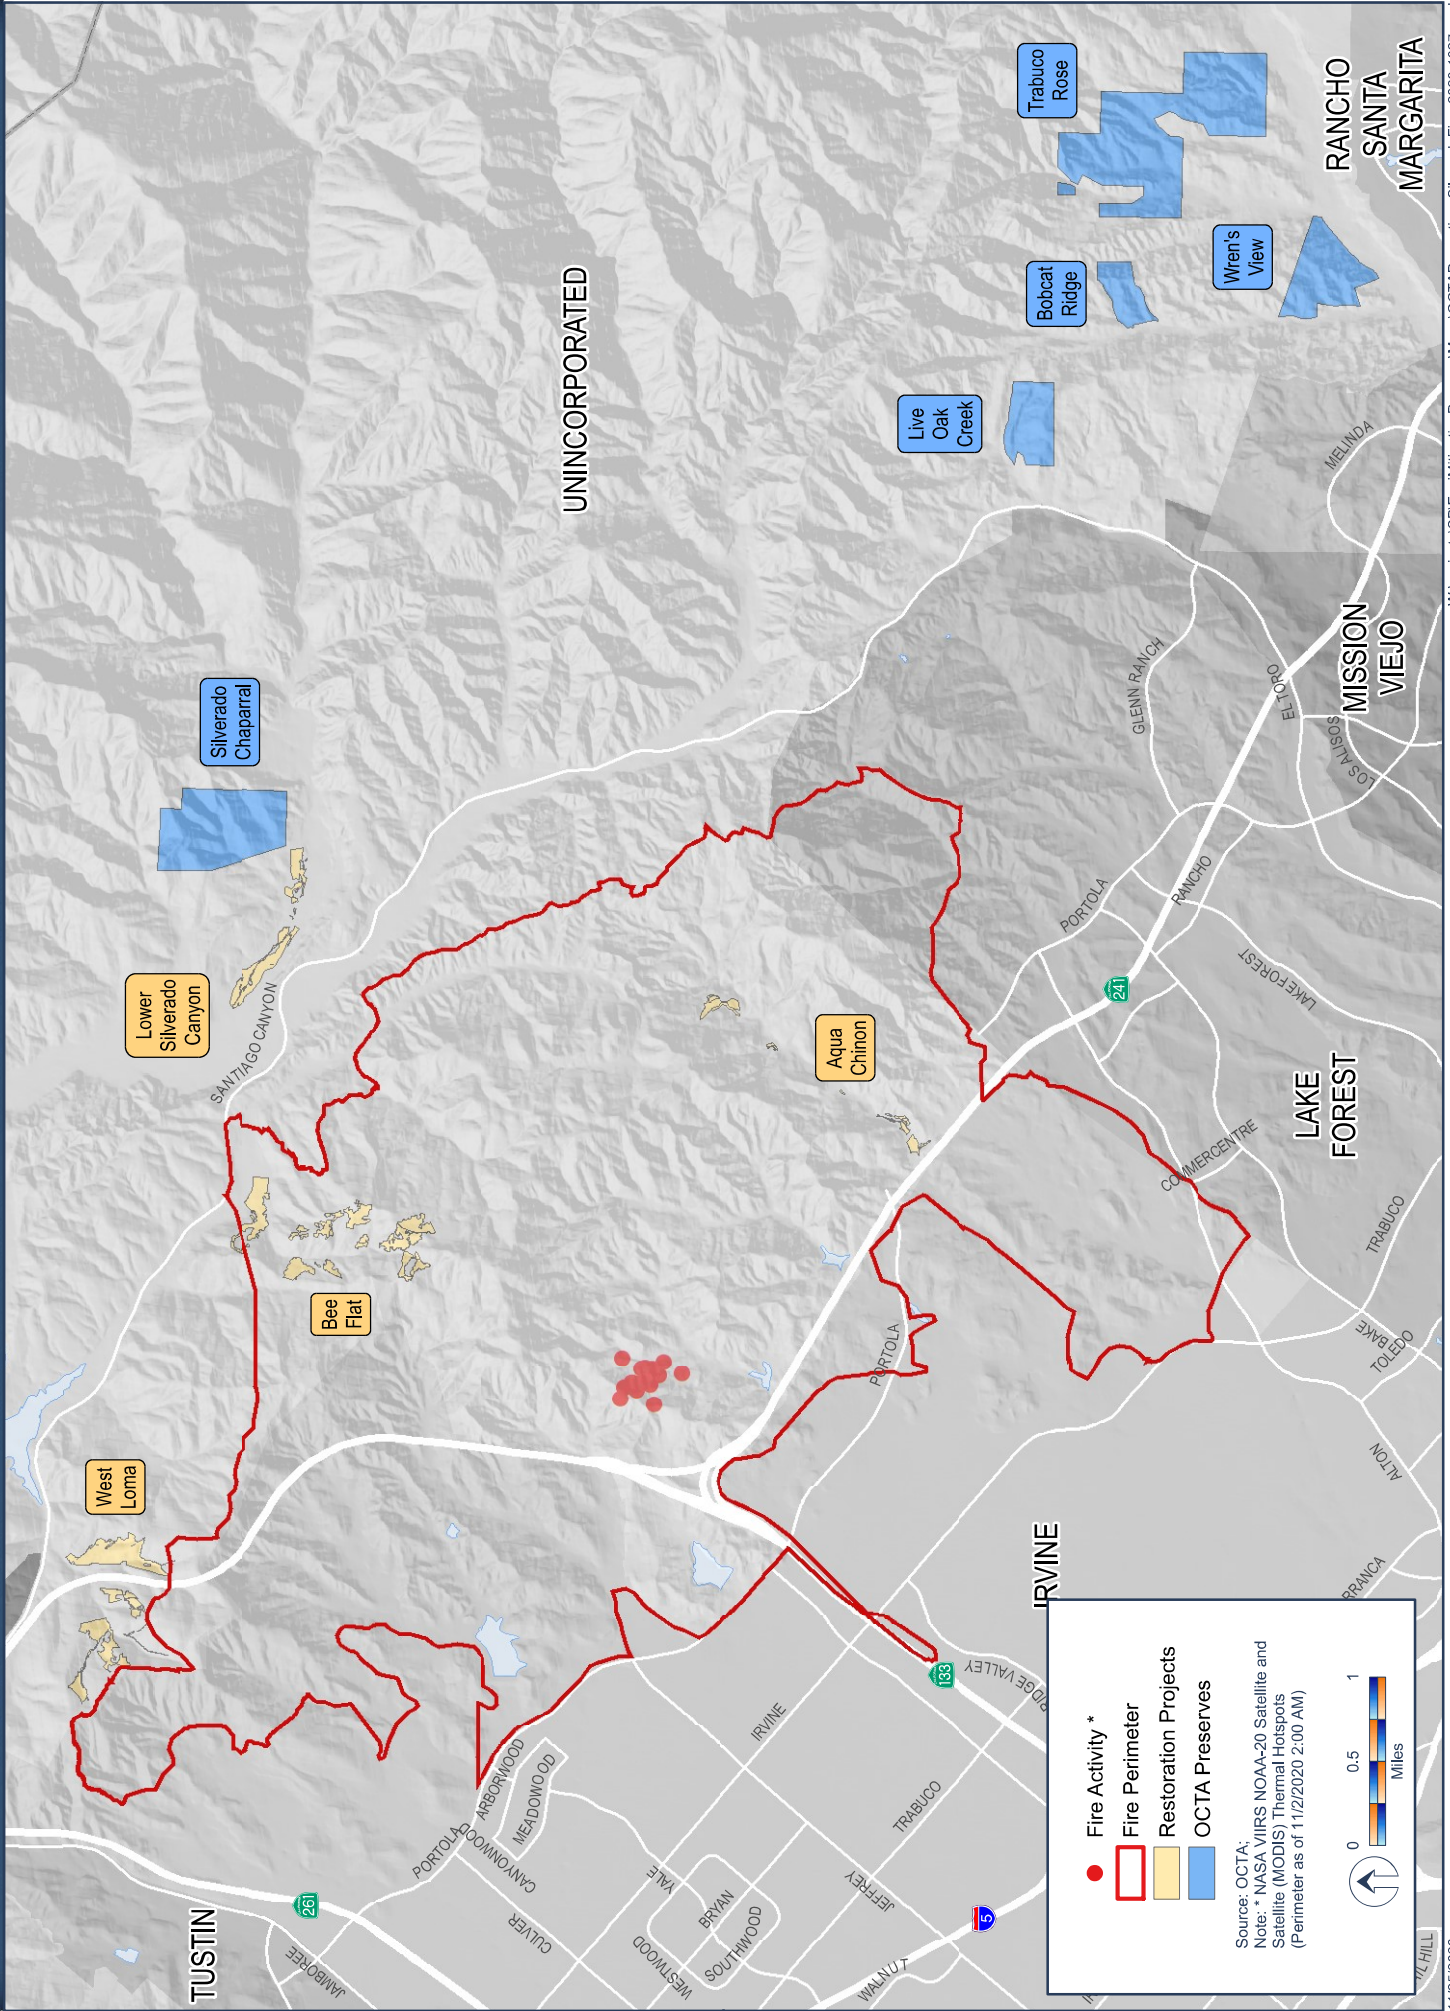 TUSTIN
261
JAMBOREE
PORTOLA
CANYONWOOD
ARBORWOOD
MEADOWOOD
CULVER
WESTWOOD
YALE
BRYAN
SOUTHWOOD
WALNUT
JEFFREY
5
IRVINE
TRABUCO
133
RIDGE VALLEY
IRVINE
West
Loma
Bee
Flat
Lower
Silverado
Canyon
SANTIAGO CANYON
Silverado
Chaparral
Aqua
Chinon
PORTOLA
UNINCORPORATED
Live
Oak
Creek
Bobcat
Ridge
Trabuco
Rose
Wren's
View
RANCHO
SANTA
MARGARITA
MELINDA
MISSION
VIEJO
GLENN RANCH
EL TORO
LOS ALISOS
PORTOLA
RANCHO
241
LAKE FOREST
LAKE
FOREST
COMMERCENTRE
TRABUCO
BAKE
TOLEDO
ALTON
RRANCA
Fire Activity *
Fire Perimeter
Restoration Projects
OCTA Preserves
Source: OCTA;
Note: * NASA VIIRS NOAA-20 Satellite and
Satellite (MODIS) Thermal Hotspots
(Perimeter as of 11/2/2020 2:00 AM)
0 0.5 1
Miles